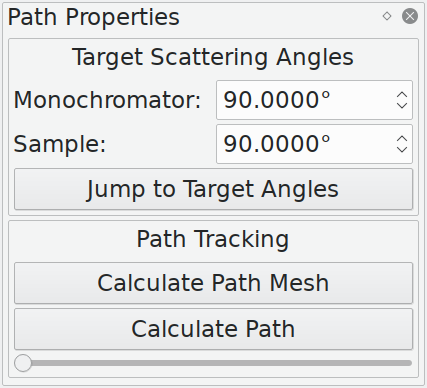 Path Properties
Target Scattering Angles
Monochromator: 90.0000°
Sample: 90.0000°
Jump to Target Angles
Path Tracking
Calculate Path Mesh
Calculate Path